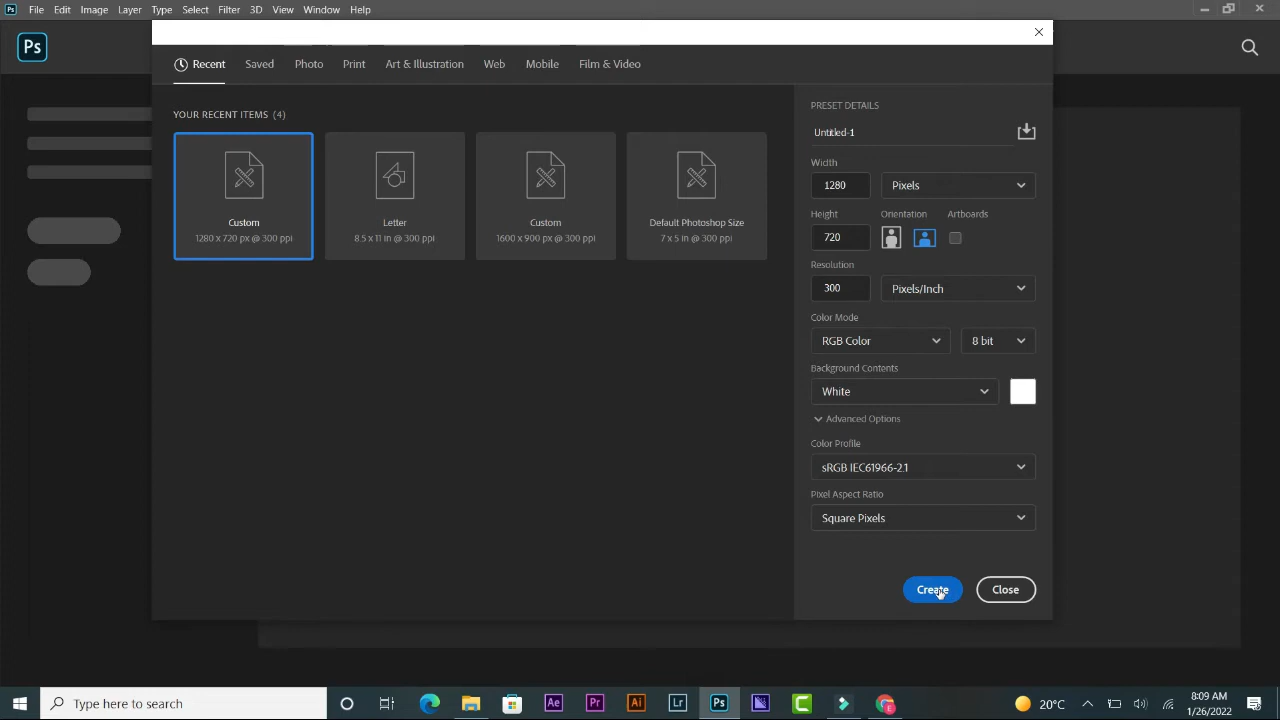 Ps File Edit Image Layer Type Select Filter 3D View Window Help
Ps
Recent Saved Photo Print Art & Illustration Web Mobile Film & Video
YOUR RECENT ITEMS (4)
Custom
1280 x 720 px @ 300 ppi
Letter
8.5 x 11 in @ 300 ppi
Custom
1600 x 900 px @ 300 ppi
Default Photoshop Size
7 x 5 in @ 300 ppi
PRESET DETAILS
Untitled-1
Width
1280 Pixels
Height Orientation Artboards
720
Resolution
300 Pixels/Inch
Color Mode
RGB Color 8 bit
Background Contents
White
Advanced Options
Color Profile
sRGB IEC61966-2.1
Pixel Aspect Ratio
Square Pixels
Create Close
Type here to search Ae Pr Ai Lr Ps 20°C
8:09 AM
1/26/2022